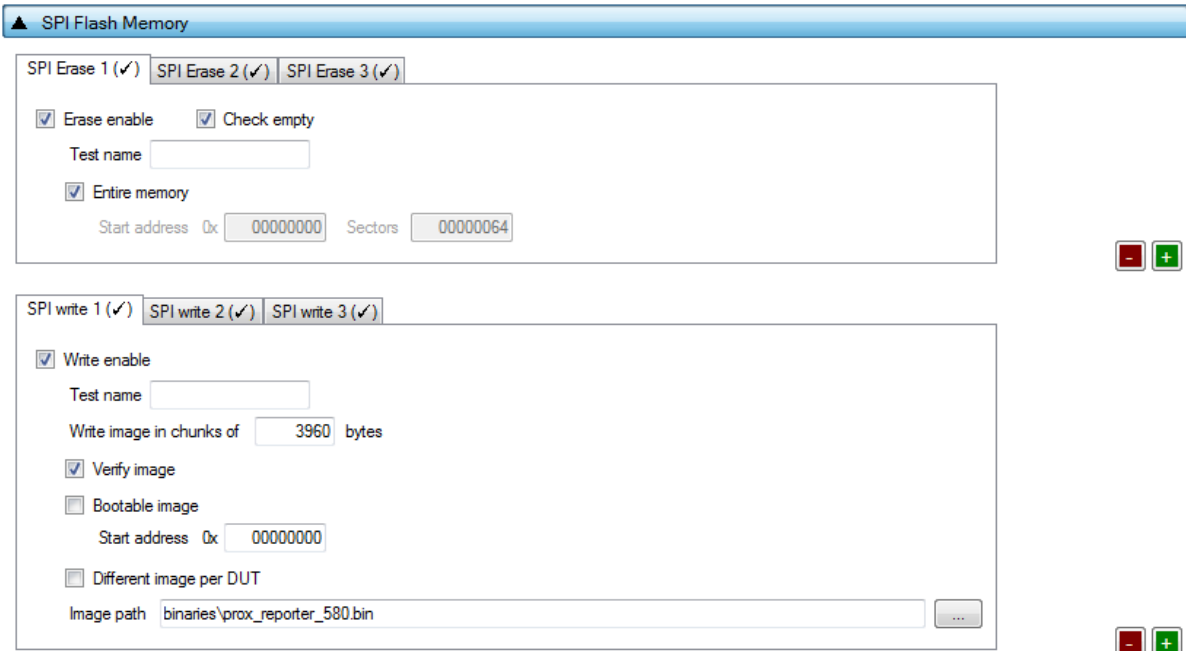 ▲ SPI Flash Memory
SPI Erase 1 (✓) SPI Erase 2 (✓) SPI Erase 3 (✓)
Erase enable Check empty
Test name
Entire memory
Start address 0x 00000000 Sectors 00000064
- +
SPI write 1 (✓) SPI write 2 (✓) SPI write 3 (✓)
Write enable
Test name
Write image in chunks of 3960 bytes
Verify image
Bootable image
Start address 0x 00000000
Different image per DUT
Image path binaries\prox_reporter_580.bin ...
- +